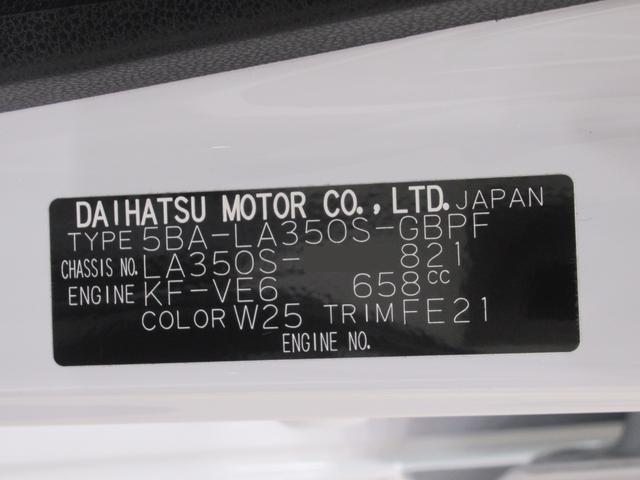 DAIHATSU MOTOR CO., LTD. JAPAN
TYPE 5BA-LA350S-GBPF
CHASSIS NO. LA350S- 821
ENGINE KF-VE6 658cc
COLOR W25 TRIM FE21
ENGINE NO.